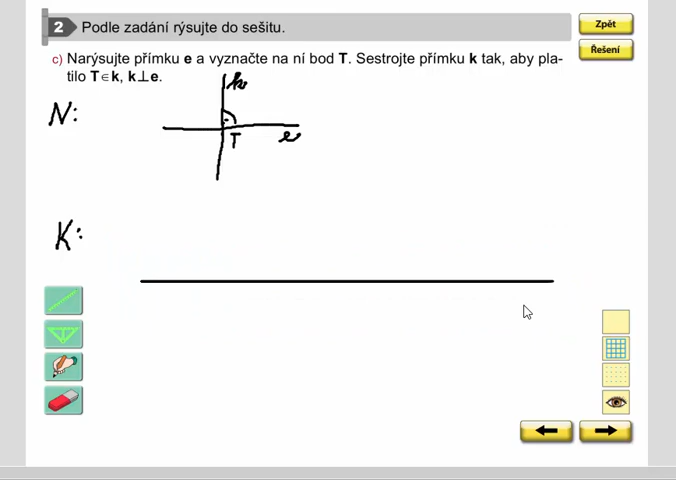 2 Podle zadání rýsujte do sešitu.
Zpět
Řešení
c) Narýsujte přímku e a vyznačte na ní bod T. Sestrojte přímku k tak, aby pla-
tilo T∈k, k⊥e.
k
N:
T e
K: